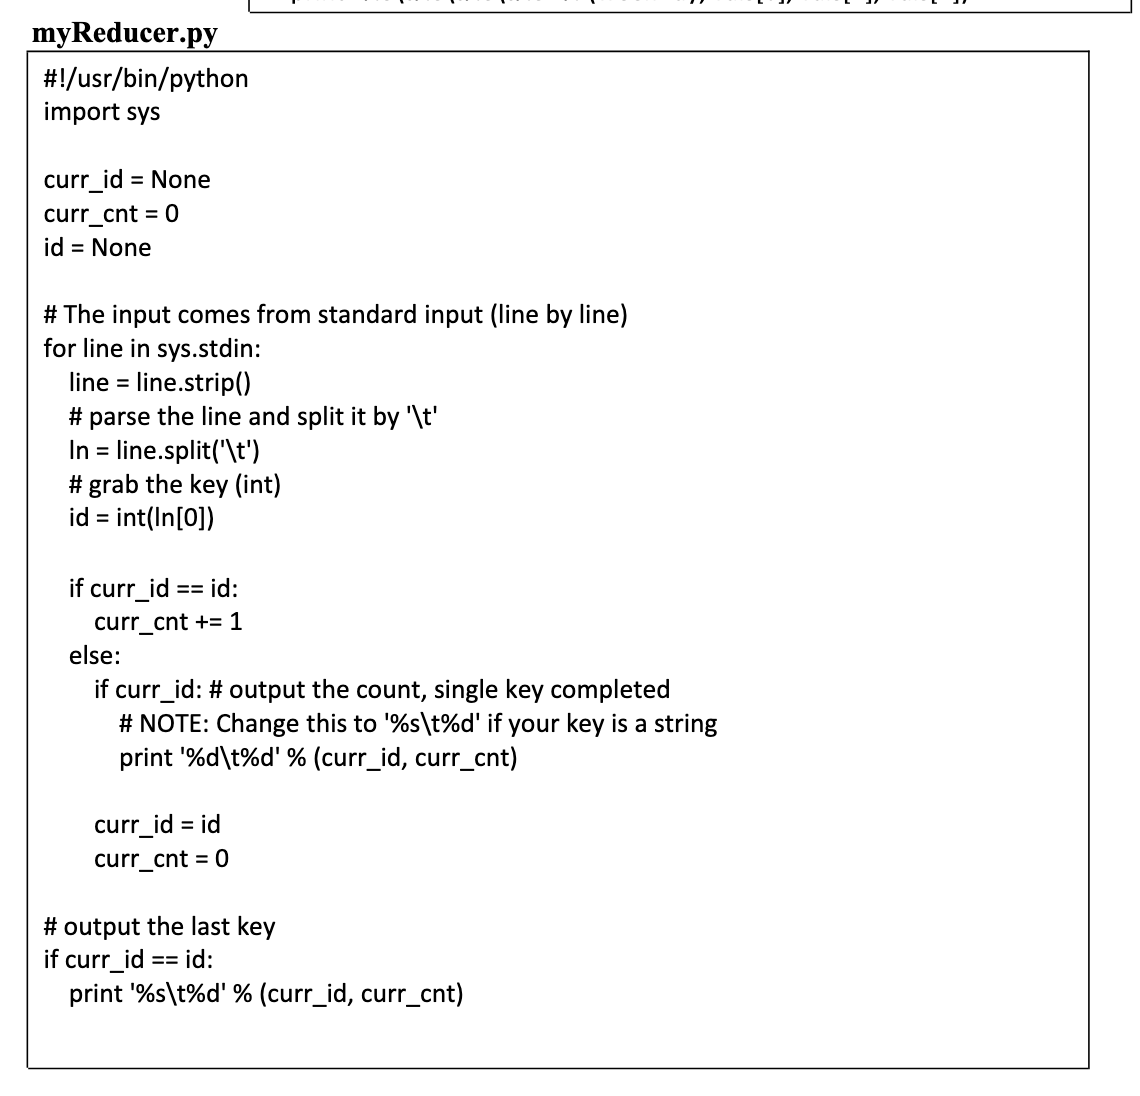 myReducer.py
#!/usr/bin/python
import sys
curr_id = None
curr_cnt = 0
id = None
# The input comes from standard input (line by line)
for line in sys.stdin:
    line = line.strip()
    # parse the line and split it by '\t'
    ln = line.split('\t')
    # grab the key (int)
    id = int(ln[0])
    if curr_id == id:
        curr_cnt += 1
    else:
        if curr_id: # output the count, single key completed
            # NOTE: Change this to '%s\t%d' if your key is a string
            print '%d\t%d' % (curr_id, curr_cnt)
        curr_id = id
        curr_cnt = 0
# output the last key
if curr_id == id:
    print '%s\t%d' % (curr_id, curr_cnt)